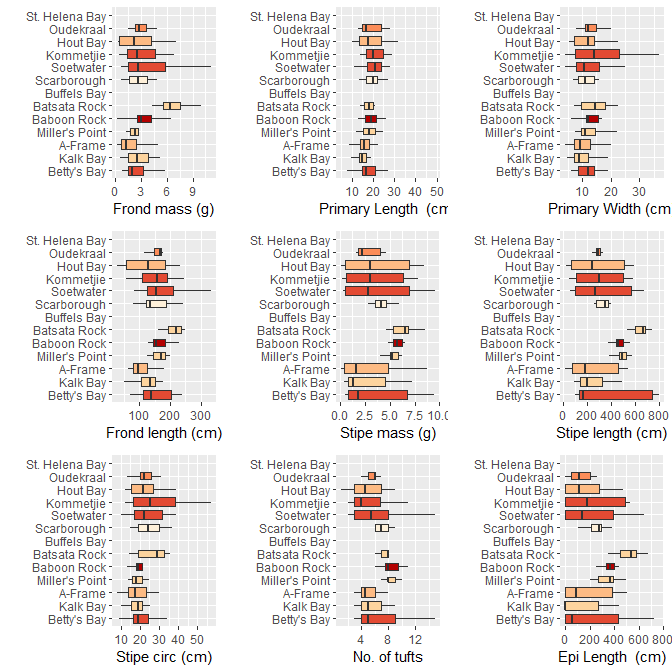 St. Helena Bay
Oudekraal
Hout Bay
Kommetjie
Soetwater
Scarborough
Buffels Bay
Batsata Rock
Baboon Rock
Miller's Point
A-Frame
Kalk Bay
Betty's Bay
0 3 6 9
Frond mass (g)
St. Helena Bay
Oudekraal
Hout Bay
Kommetjie
Soetwater
Scarborough
Buffels Bay
Batsata Rock
Baboon Rock
Miller's Point
A-Frame
Kalk Bay
Betty's Bay
10 20 30 40 50
Primary Length (cm
St. Helena Bay
Oudekraal
Hout Bay
Kommetjie
Soetwater
Scarborough
Buffels Bay
Batsata Rock
Baboon Rock
Miller's Point
A-Frame
Kalk Bay
Betty's Bay
10 20 30
Primary Width (cm)
St. Helena Bay
Oudekraal
Hout Bay
Kommetjie
Soetwater
Scarborough
Buffels Bay
Batsata Rock
Baboon Rock
Miller's Point
A-Frame
Kalk Bay
Betty's Bay
100 200 300
Frond length (cm)
St. Helena Bay
Oudekraal
Hout Bay
Kommetjie
Soetwater
Scarborough
Buffels Bay
Batsata Rock
Baboon Rock
Miller's Point
A-Frame
Kalk Bay
Betty's Bay
0.0 2.5 5.0 7.5 10.0
Stipe mass (g)
St. Helena Bay
Oudekraal
Hout Bay
Kommetjie
Soetwater
Scarborough
Buffels Bay
Batsata Rock
Baboon Rock
Miller's Point
A-Frame
Kalk Bay
Betty's Bay
0 200 400 600 800
Stipe length (cm)
St. Helena Bay
Oudekraal
Hout Bay
Kommetjie
Soetwater
Scarborough
Buffels Bay
Batsata Rock
Baboon Rock
Miller's Point
A-Frame
Kalk Bay
Betty's Bay
10 20 30 40 50
Stipe circ (cm)
St. Helena Bay
Oudekraal
Hout Bay
Kommetjie
Soetwater
Scarborough
Buffels Bay
Batsata Rock
Baboon Rock
Miller's Point
A-Frame
Kalk Bay
Betty's Bay
4 8 12
No. of tufts
St. Helena Bay
Oudekraal
Hout Bay
Kommetjie
Soetwater
Scarborough
Buffels Bay
Batsata Rock
Baboon Rock
Miller's Point
A-Frame
Kalk Bay
Betty's Bay
0 200 400 600 800
Epi Length (cm)